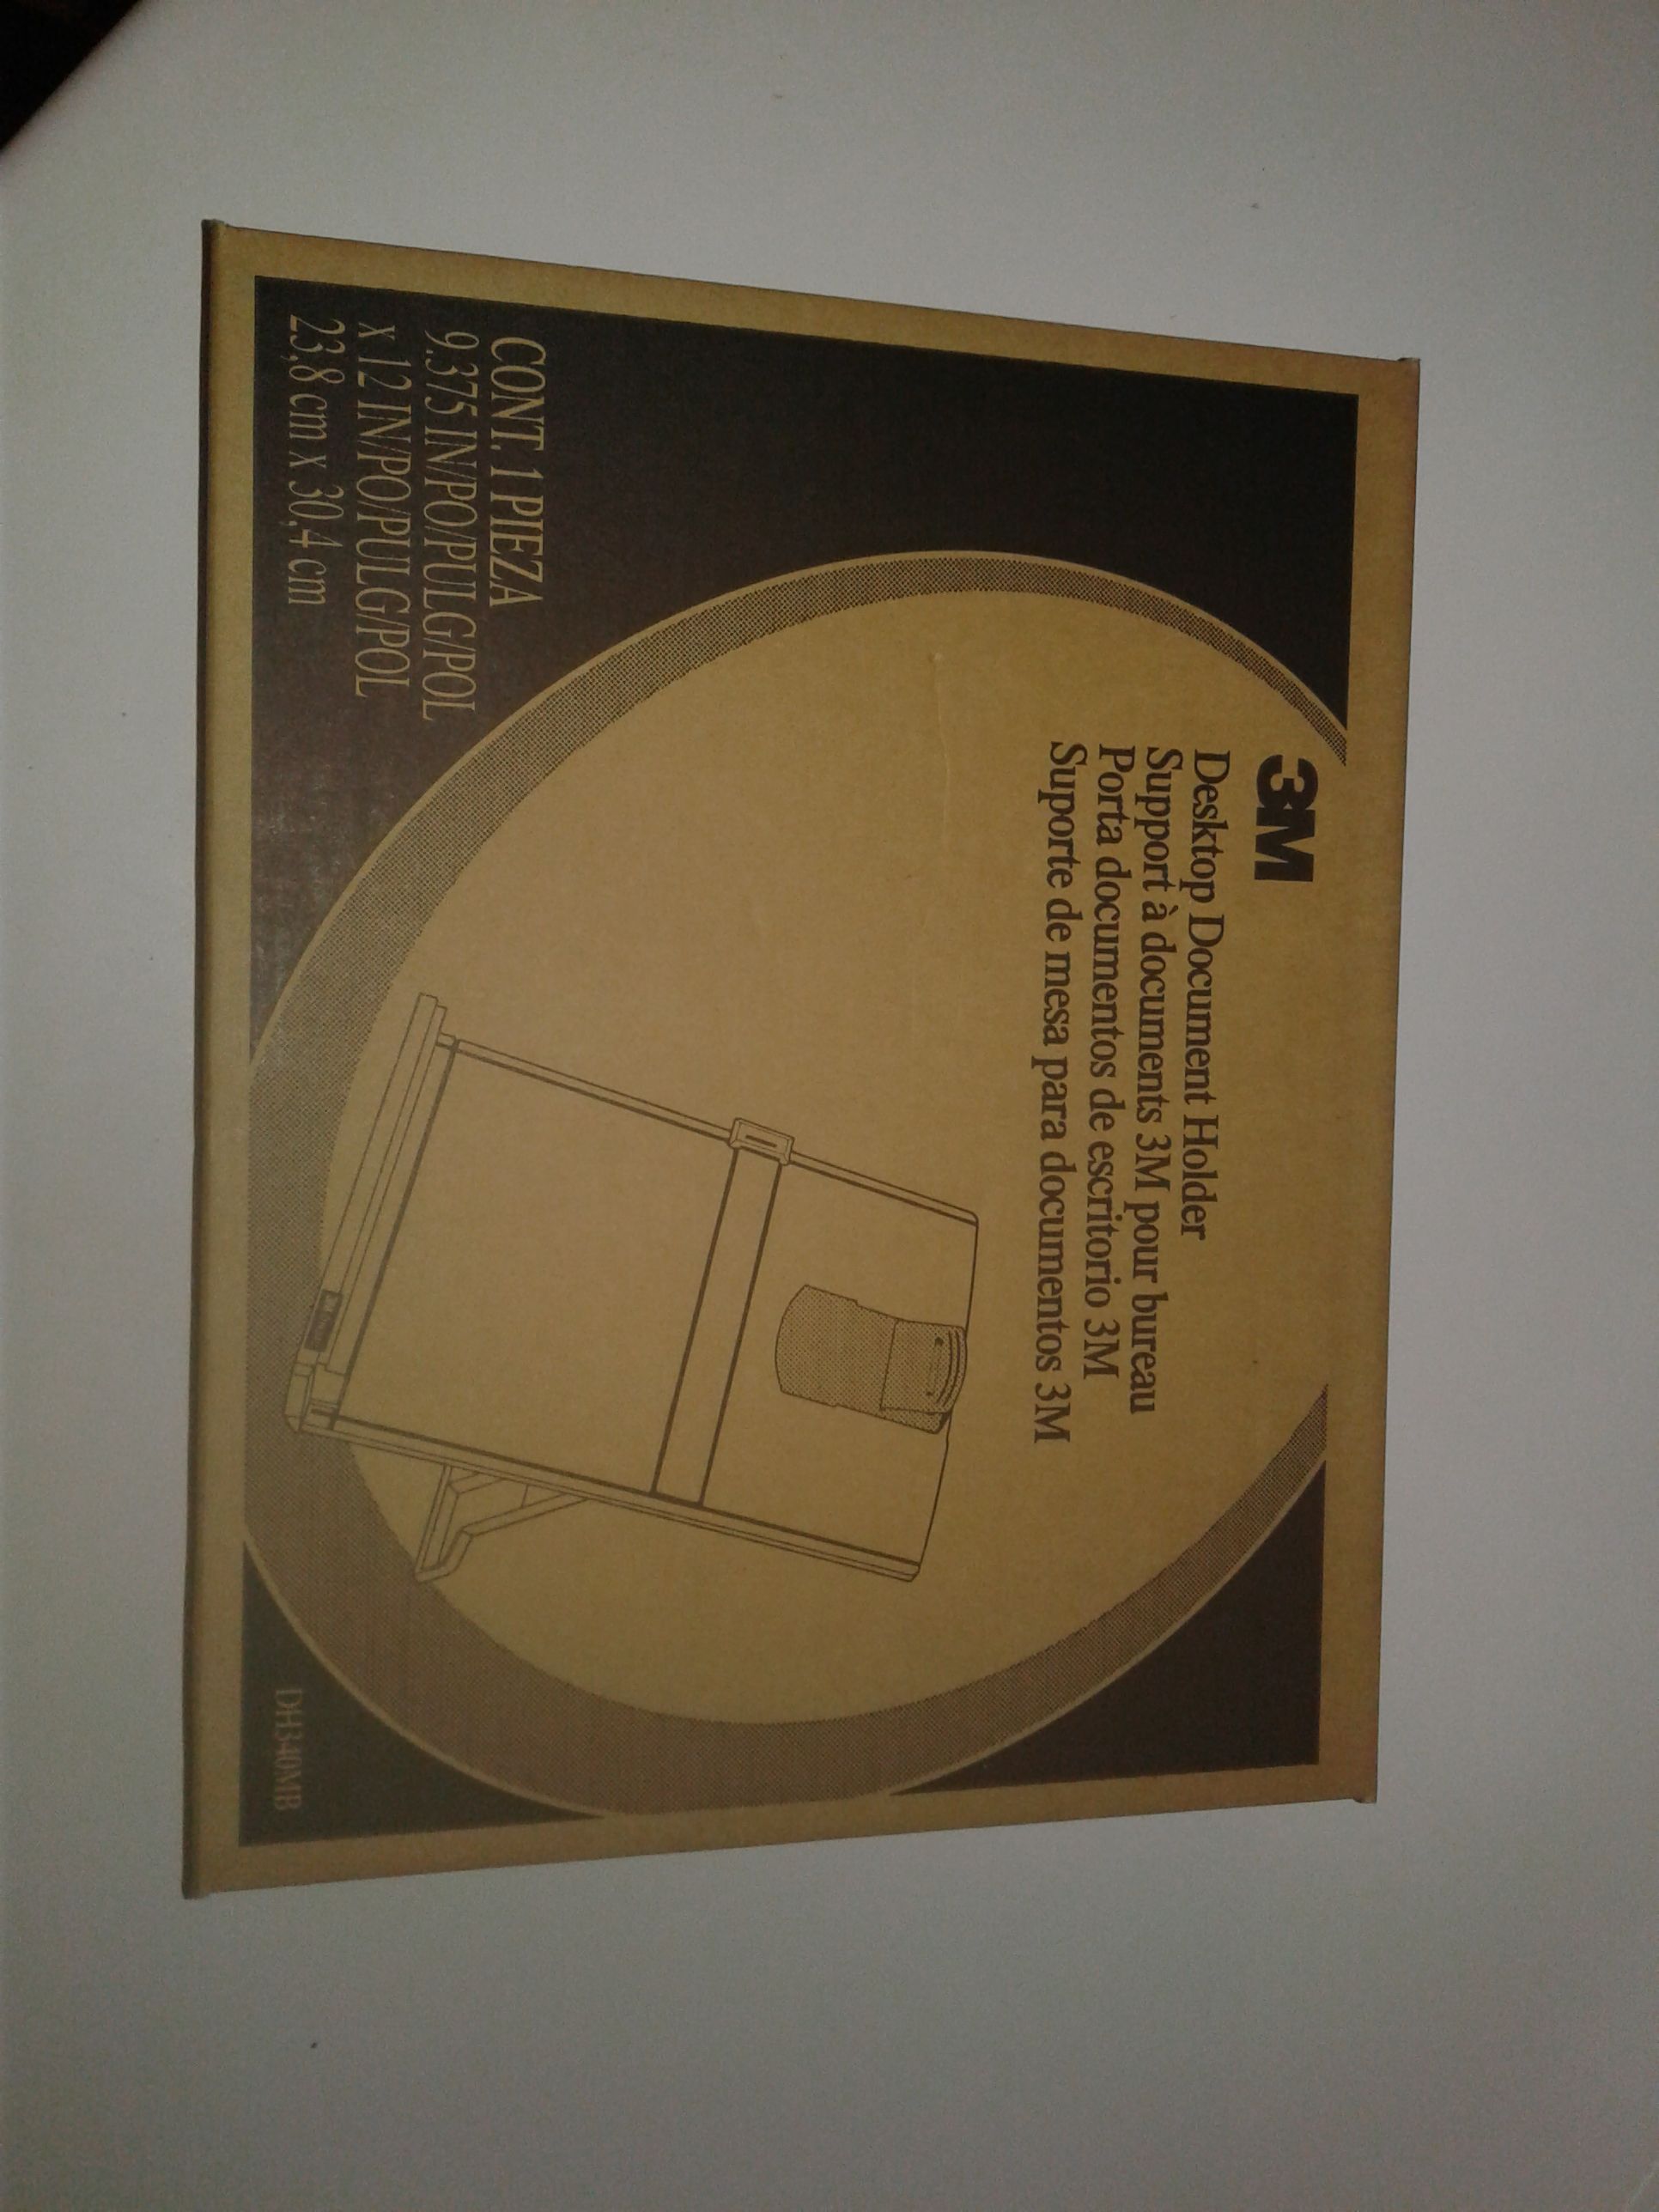 3M
Desktop Document Holder
Support à documents 3M pour bureau
Porta documentos de escritorio 3M
Suporte de mesa para documentos 3M
CONT. 1 PIEZA
9.375 IN/PO/PULG/POL
x 12 IN/PO/PULG/POL
23,8 cm x 30,4 cm
DH340MB